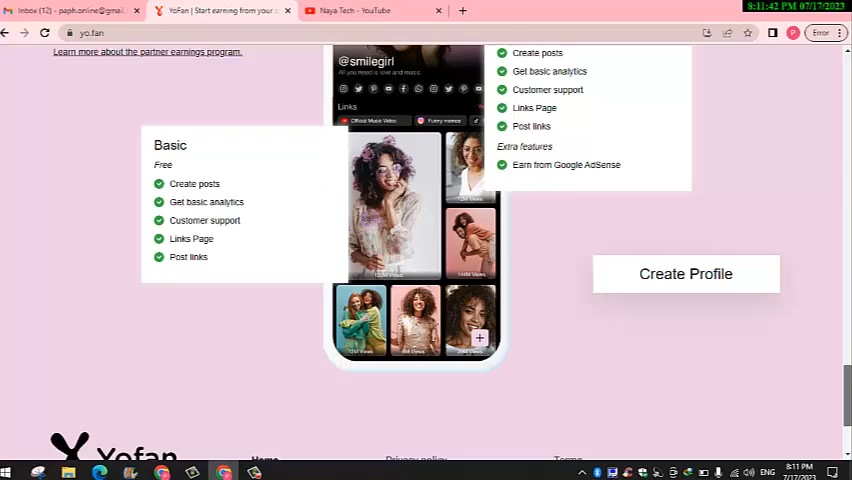 8:11:42 PM 07/17/2023
Inbox (12) - paph.online@gmail.
YoFan | Start earning from your c
Naya Tech - YouTube
yo.fan
Error
Learn more about the partner earnings program.
@smilegirl
All you need is love and music
Links
Official Music Video
Funny memes
Create posts
Get basic analytics
Customer support
Links Page
Post links
Extra features
Earn from Google AdSense
Basic
Free
Create posts
Get basic analytics
Customer support
Links Page
Post links
Create Profile
Yofan
Home
Privacy policy
Terms
ENG
8:11 PM
7/17/2023